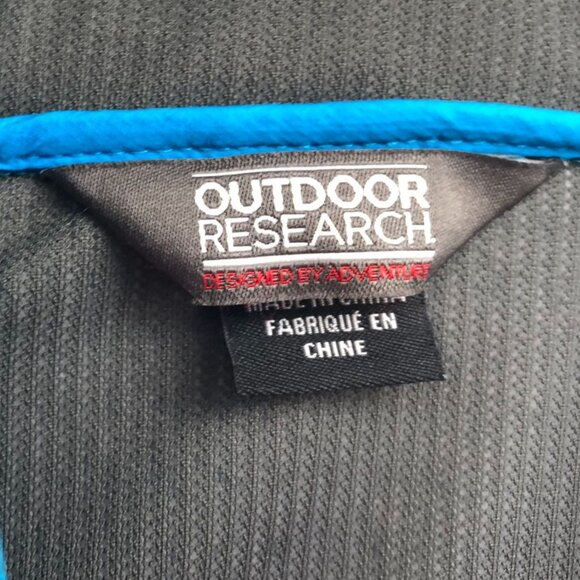 OUTDOOR
RESEARCH
DESIGNED BY ADVENTURE
MADE IN CHINA
FABRIQUÉ EN
CHINE